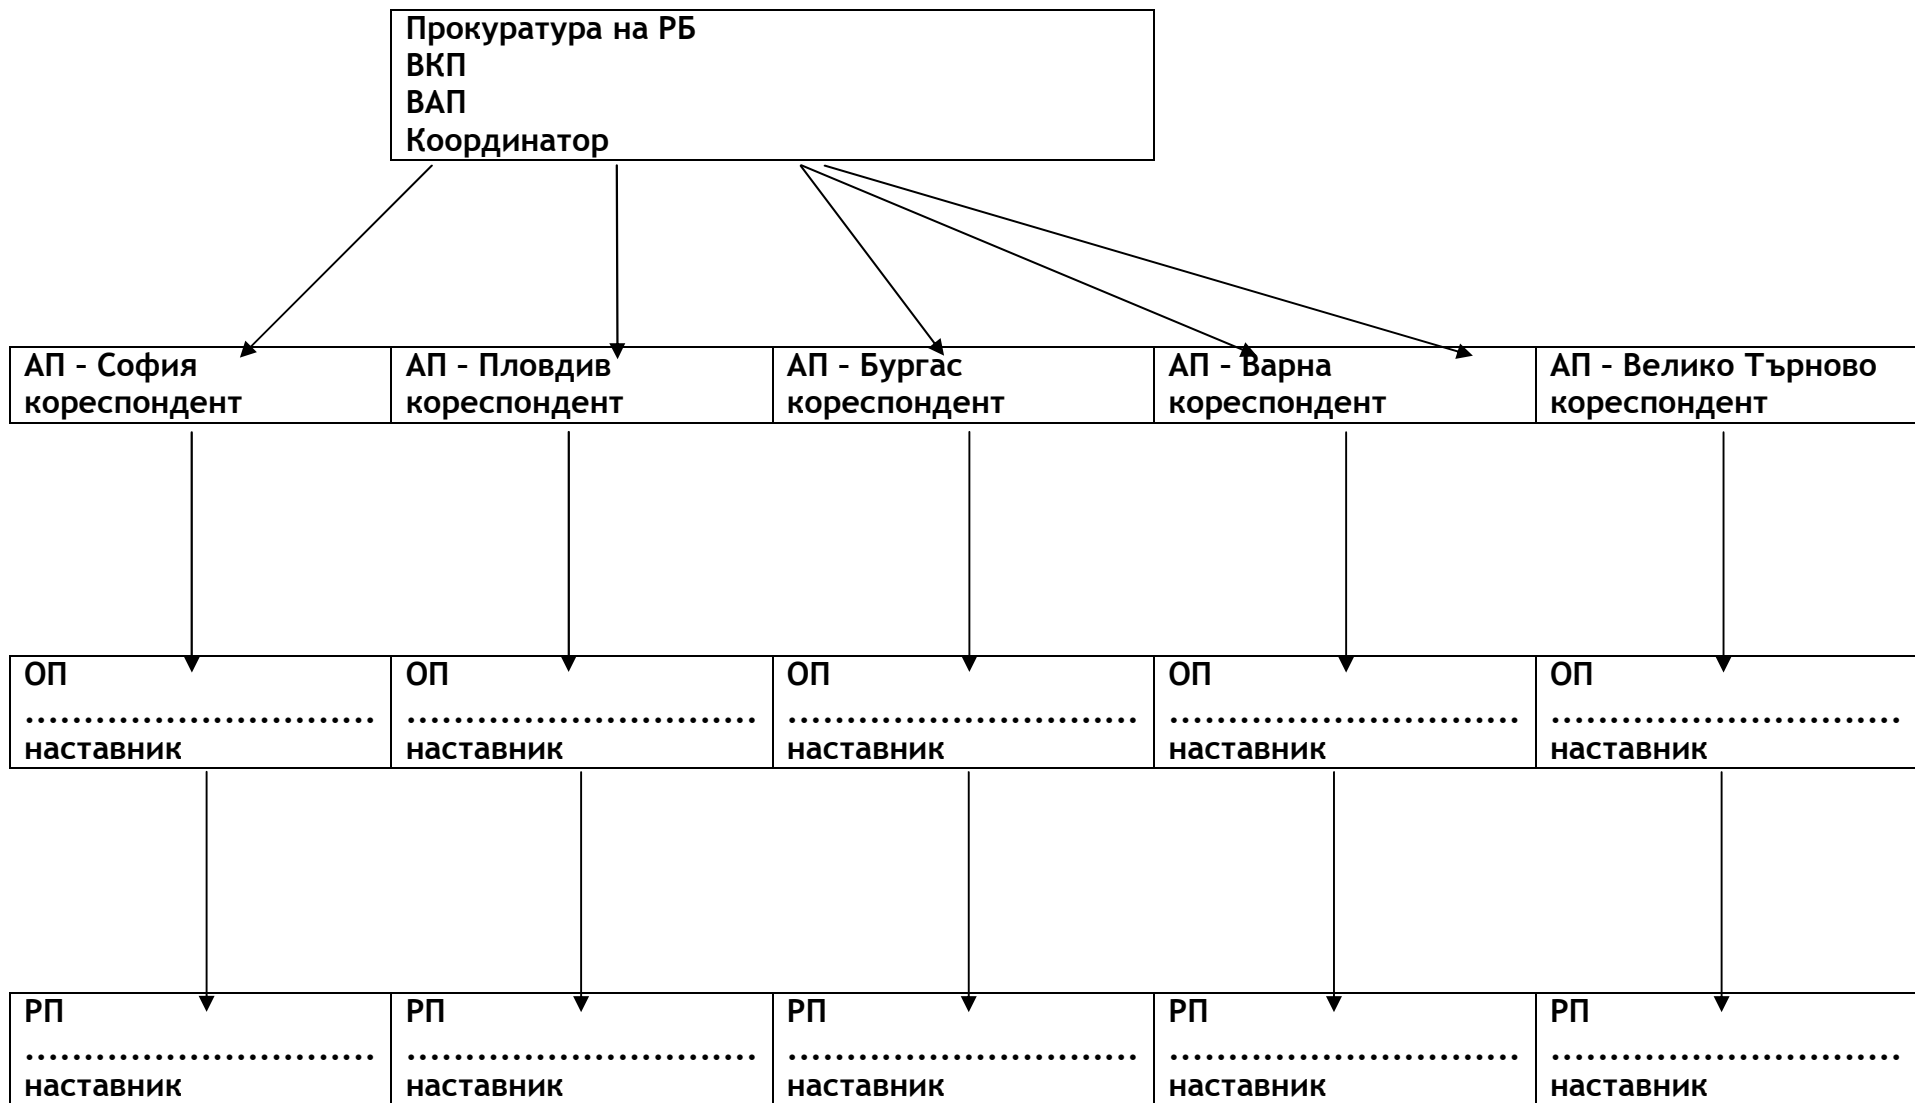 Прокуратура на РБ
ВКП
ВАП
Координатор
АП – София
кореспондент
АП – Пловдив
кореспондент
АП – Бургас
кореспондент
АП – Варна
кореспондент
АП – Велико Търново
кореспондент
ОП
..............................
наставник
ОП
..............................
наставник
ОП
..............................
наставник
ОП
..............................
наставник
ОП
..............................
наставник
РП
..............................
наставник
РП
..............................
наставник
РП
..............................
наставник
РП
..............................
наставник
РП
..............................
наставник